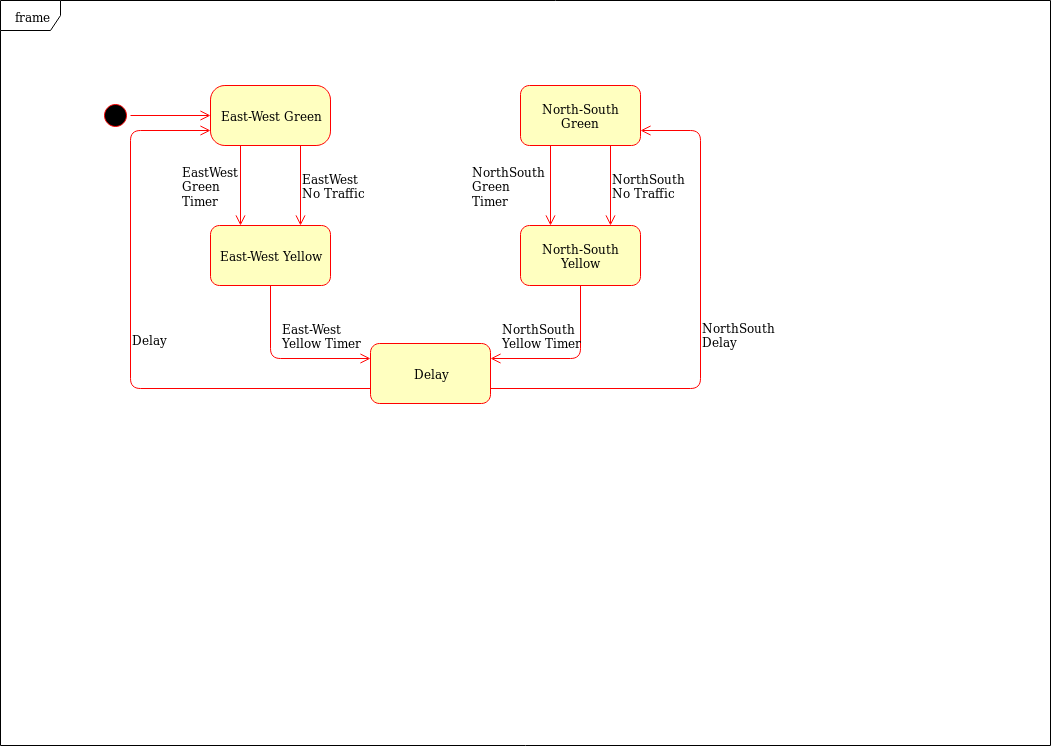 frame
East-West Green
North-South
Green
EastWest
Green
Timer
EastWest
No Traffic
NorthSouth
Green
Timer
NorthSouth
No Traffic
East-West Yellow
North-South
Yellow
East-West
Yellow Timer
NorthSouth
Yellow Timer
Delay
NorthSouth
Delay
Delay